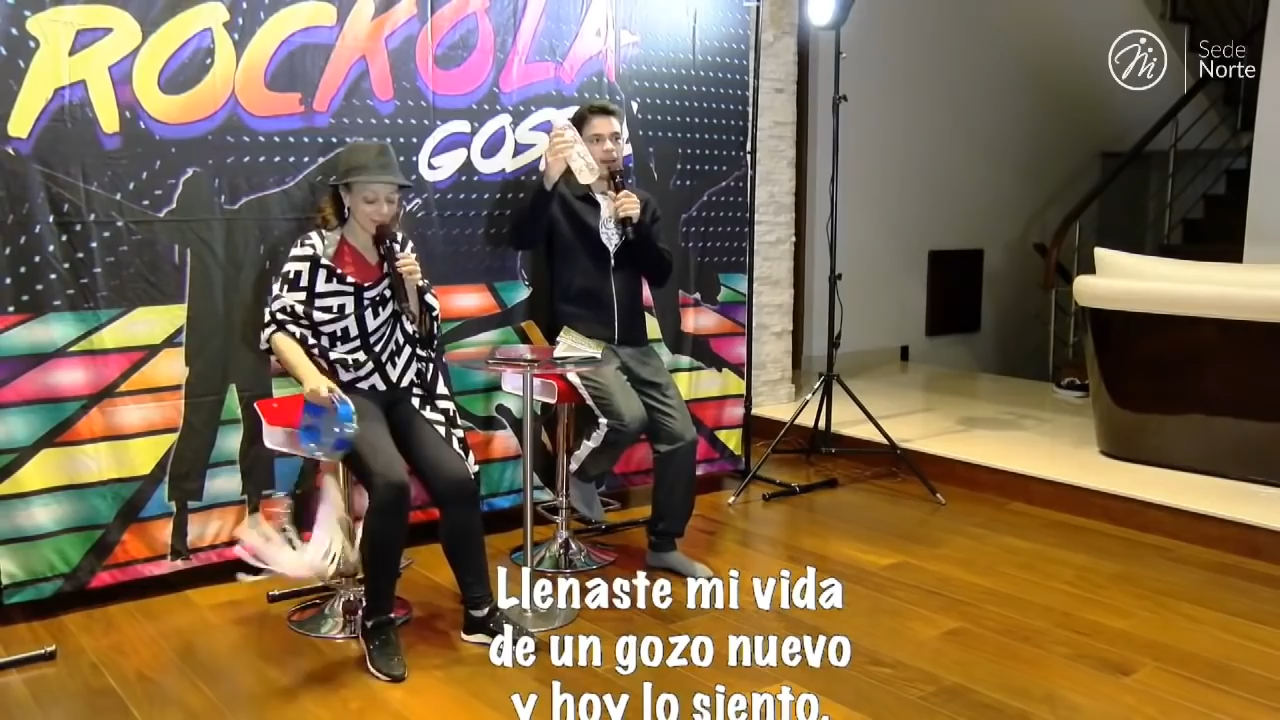 ROCKOLA
Sede
Norte
Llenaste mi vida
de un gozo nuevo
y hoy lo siento.